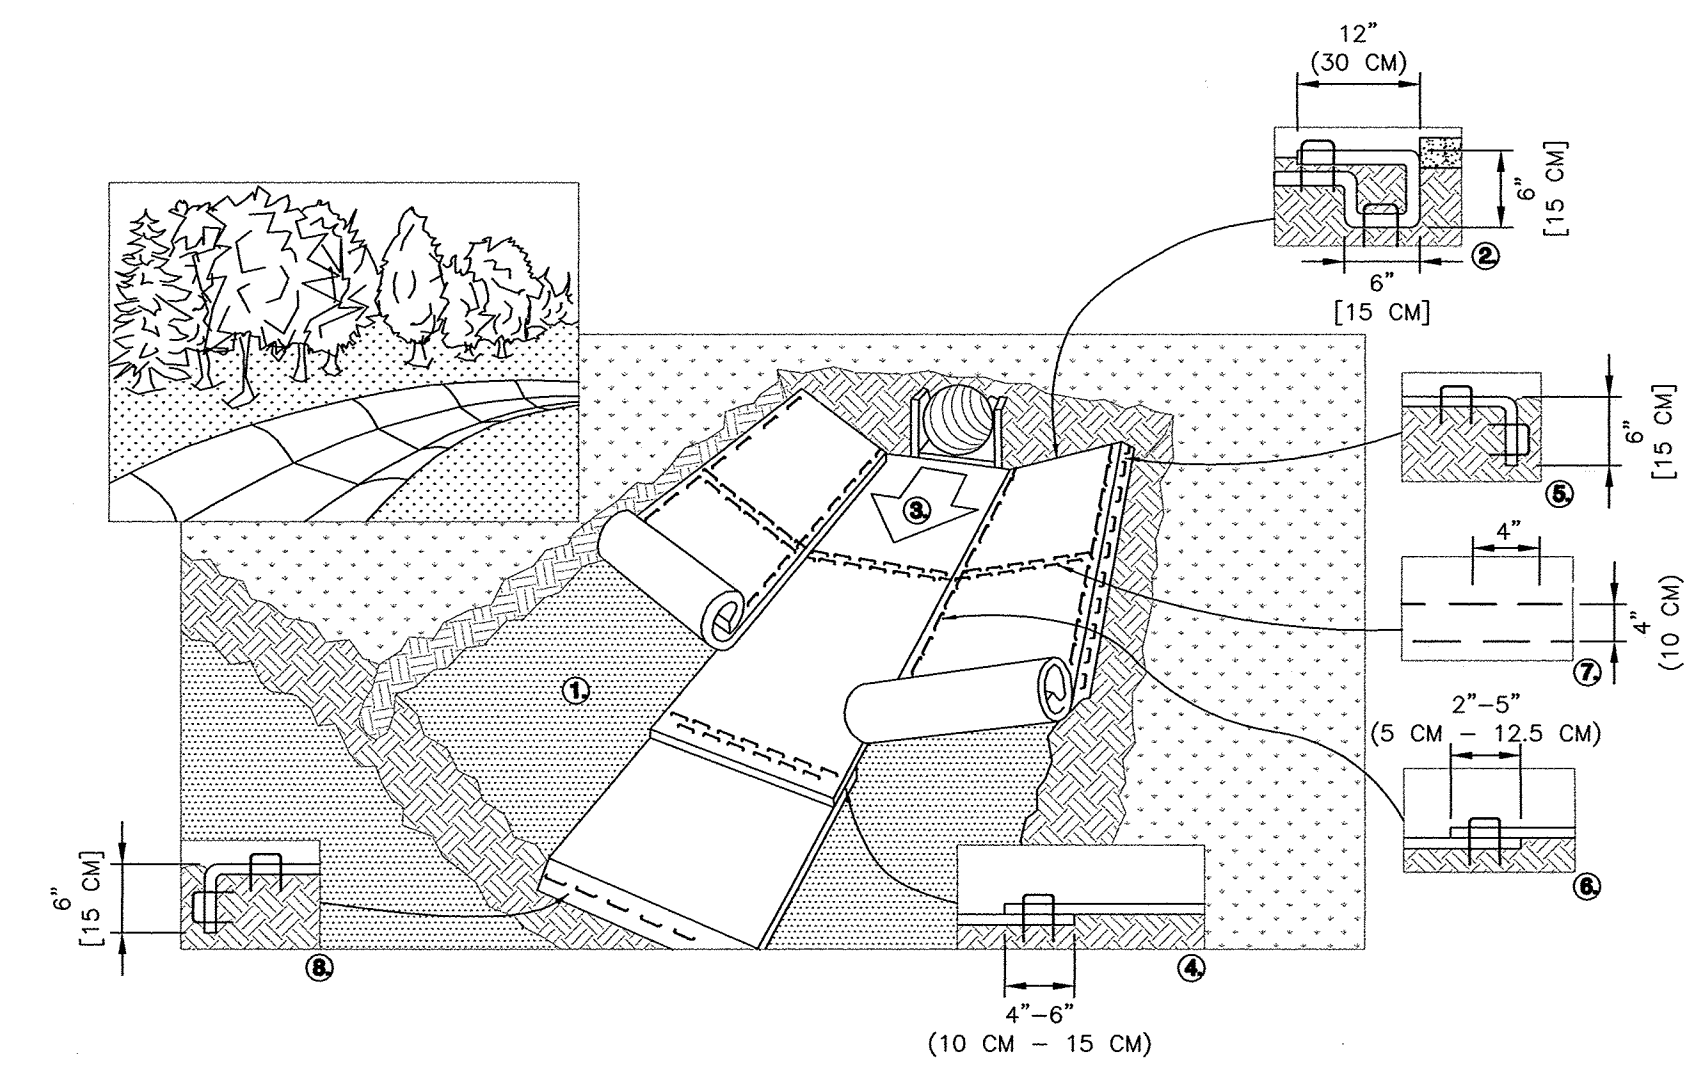 12"
(30 CM)
6"
[15 CM]
2.
6"
[15 CM]
6"
[15 CM]
5.
3.
4"
4"
(10 CM)
7.
1.
2"-5"
(5 CM - 12.5 CM)
6.
6"
[15 CM]
8.
4.
4"-6"
(10 CM - 15 CM)